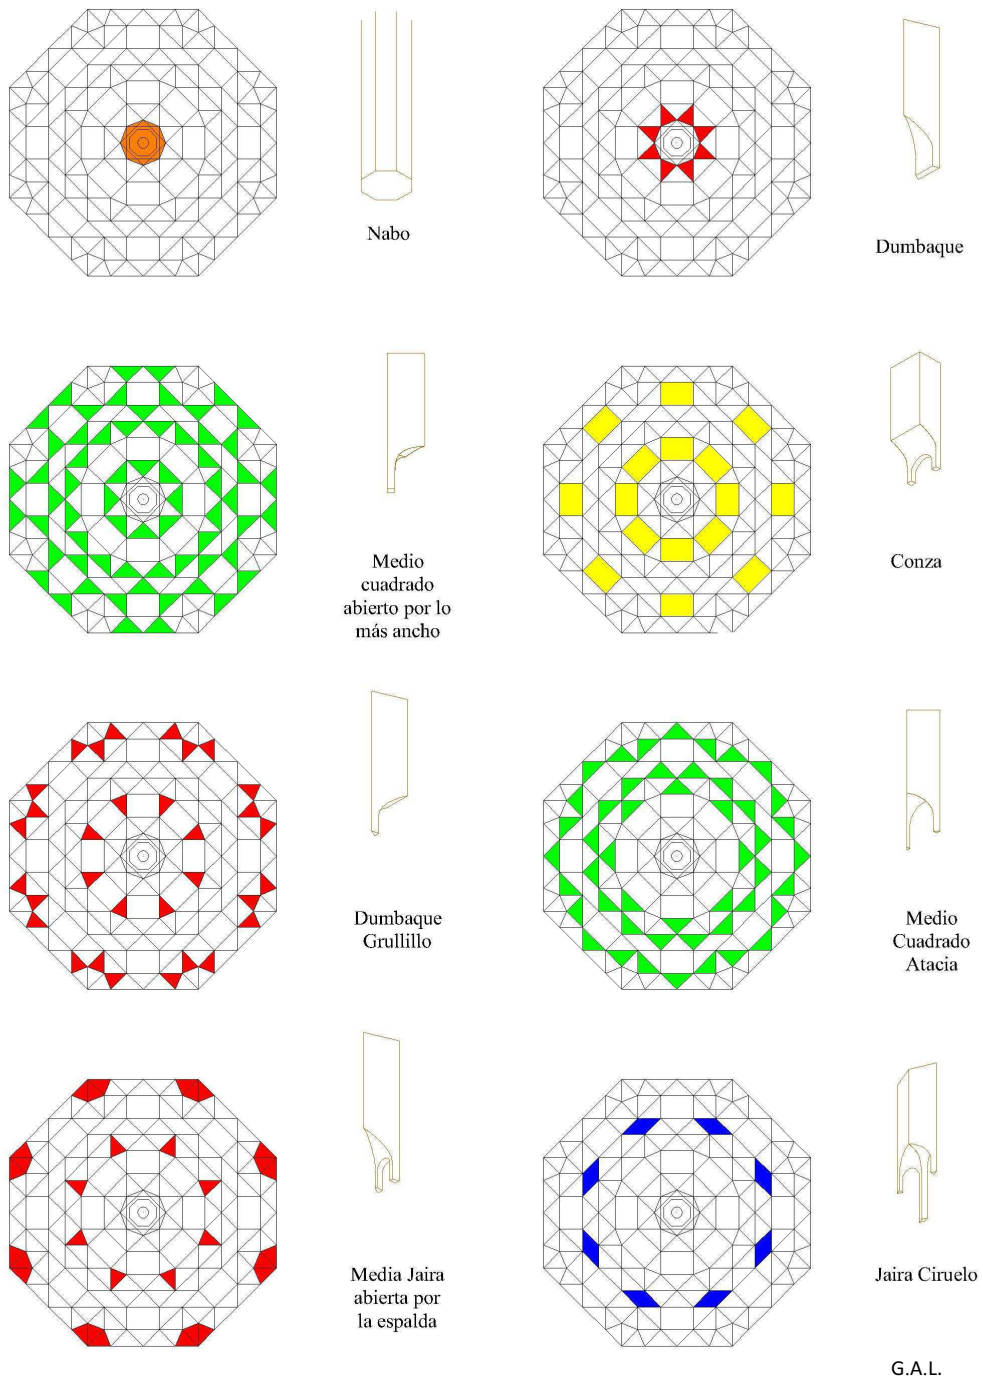 Nabo
Dumbaque
Medio
cuadrado
abierto por lo
más ancho
Conza
Dumbaque
Grullillo
Medio
Cuadrado
Atacia
Media Jaira
abierta por
la espalda
Jaira Ciruelo
G.A.L.